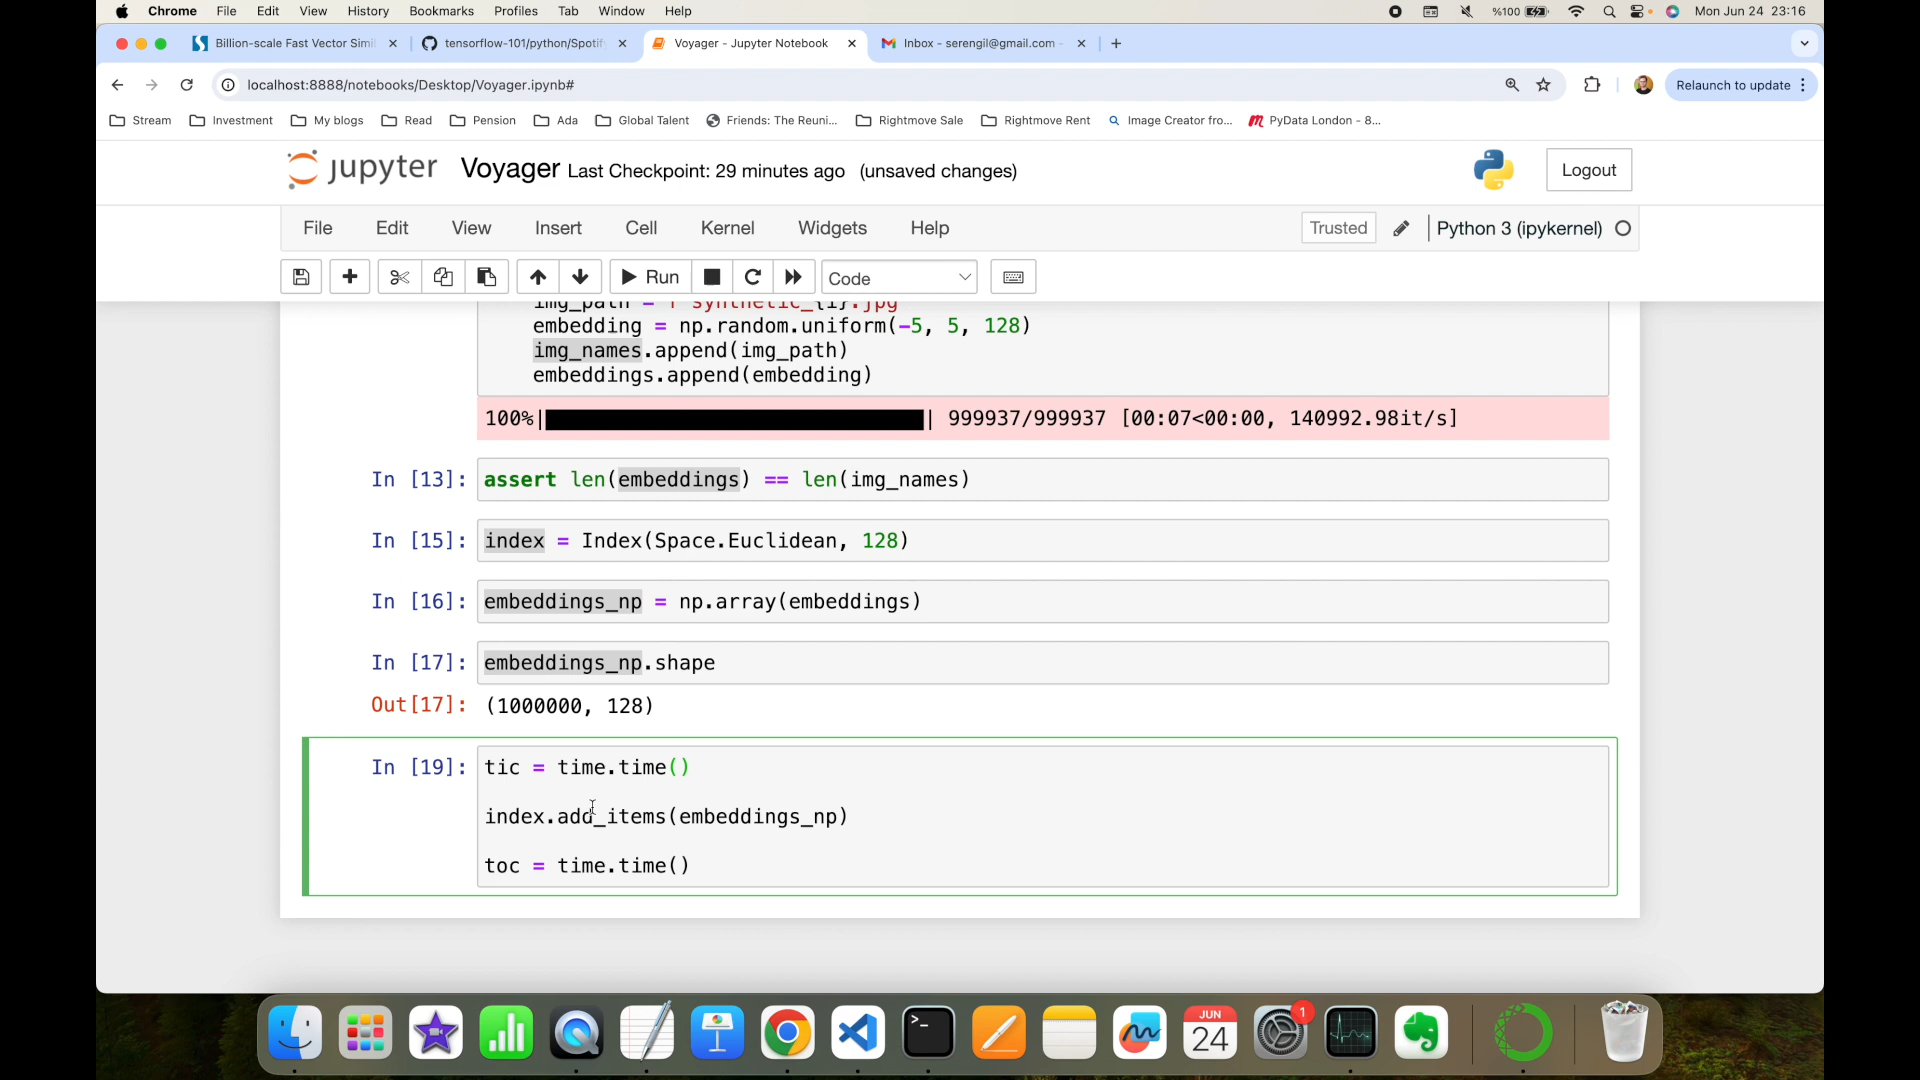 Chrome File Edit View History Bookmarks Profiles Tab Window Help %100 Mon Jun 24 23:16
Billion-scale Fast Vector Simil tensorflow-101/python/Spotif Voyager - Jupyter Notebook Inbox - serengil@gmail.com -
localhost:8888/notebooks/Desktop/Voyager.ipynb# Relaunch to update
Stream Investment My blogs Read Pension Ada Global Talent Friends: The Reuni... Rightmove Sale Rightmove Rent Image Creator fro... PyData London - 8...
jupyter Voyager Last Checkpoint: 29 minutes ago (unsaved changes) Logout
File Edit View Insert Cell Kernel Widgets Help Trusted Python 3 (ipykernel)
Run Code
img_path = f"synthetic_{i}.jpg
embedding = np.random.uniform(-5, 5, 128)
img_names.append(img_path)
embeddings.append(embedding)
100%| | 999937/999937 [00:07<00:00, 140992.98it/s]
In [13]: assert len(embeddings) == len(img_names)
In [15]: index = Index(Space.Euclidean, 128)
In [16]: embeddings_np = np.array(embeddings)
In [17]: embeddings_np.shape
Out[17]: (1000000, 128)
In [19]: tic = time.time()
index.add_items(embeddings_np)
toc = time.time()
JUN 1
24